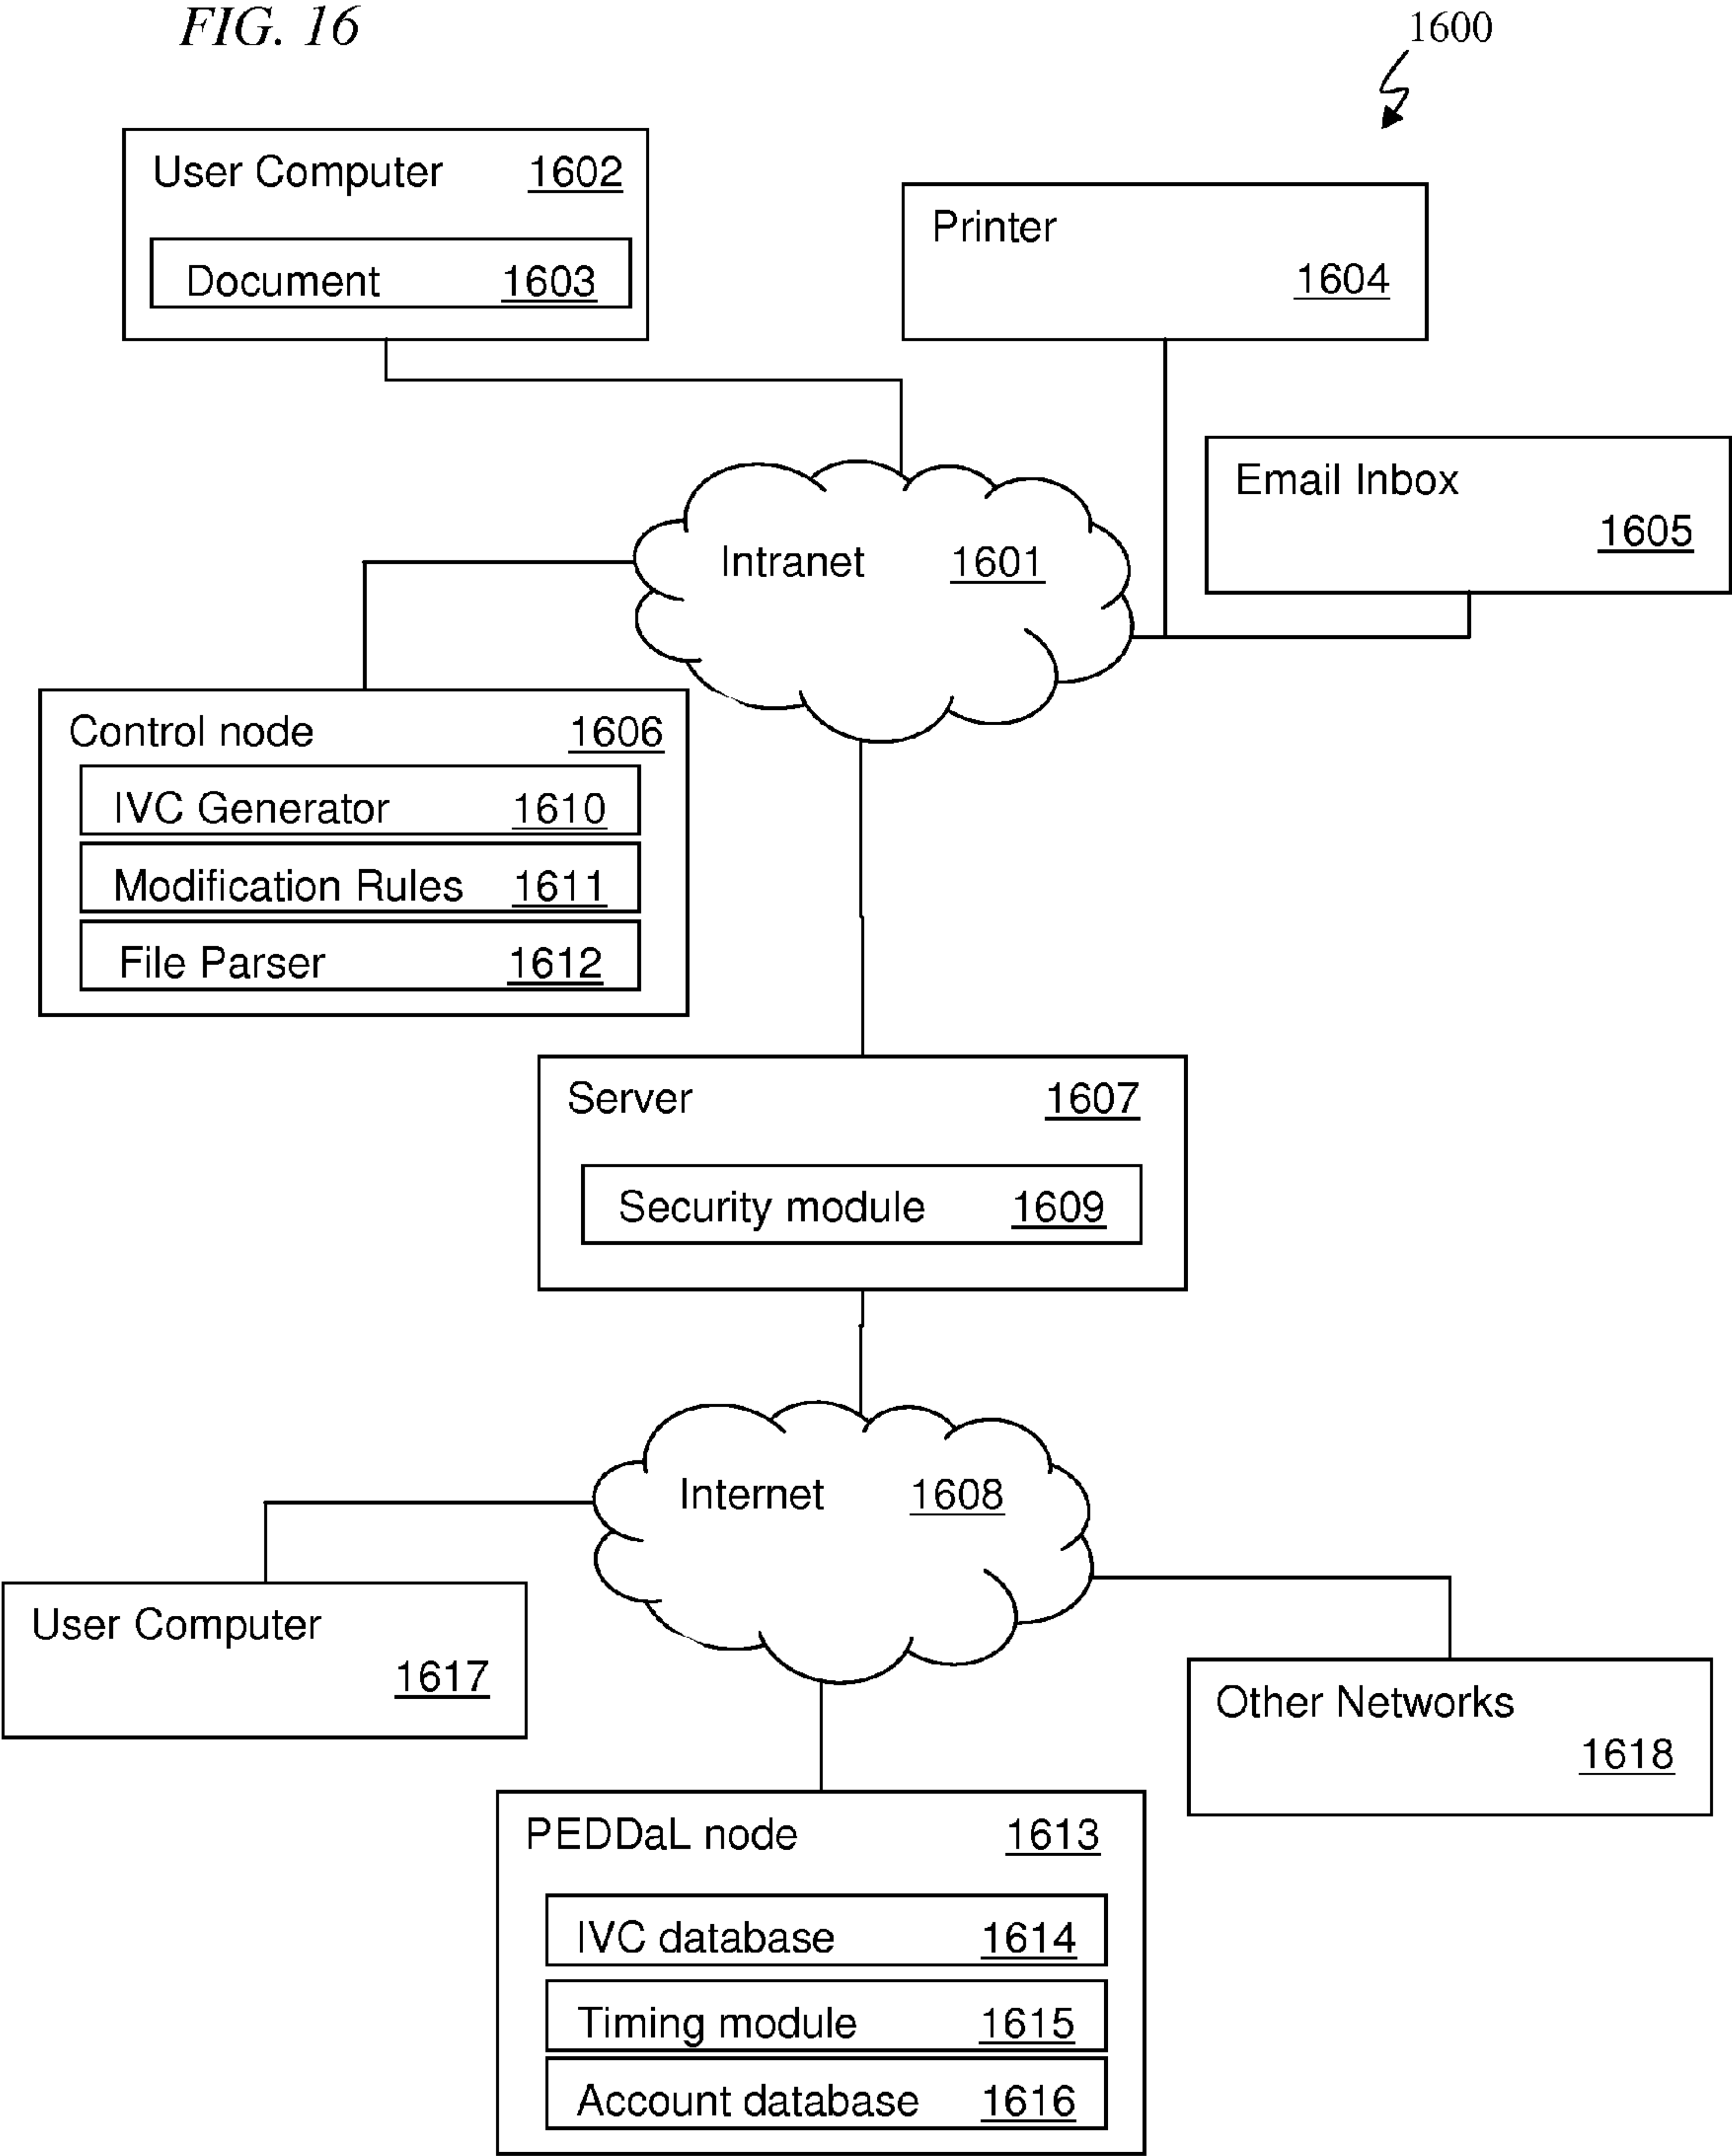 FIG. 16
1600
User Computer 1602
Document 1603
Printer
1604
Email Inbox
1605
Intranet 1601
Control node 1606
IVC Generator 1610
Modification Rules 1611
File Parser 1612
Server 1607
Security module 1609
Internet 1608
User Computer
1617
Other Networks
1618
PEDDaL node 1613
IVC database 1614
Timing module 1615
Account database 1616